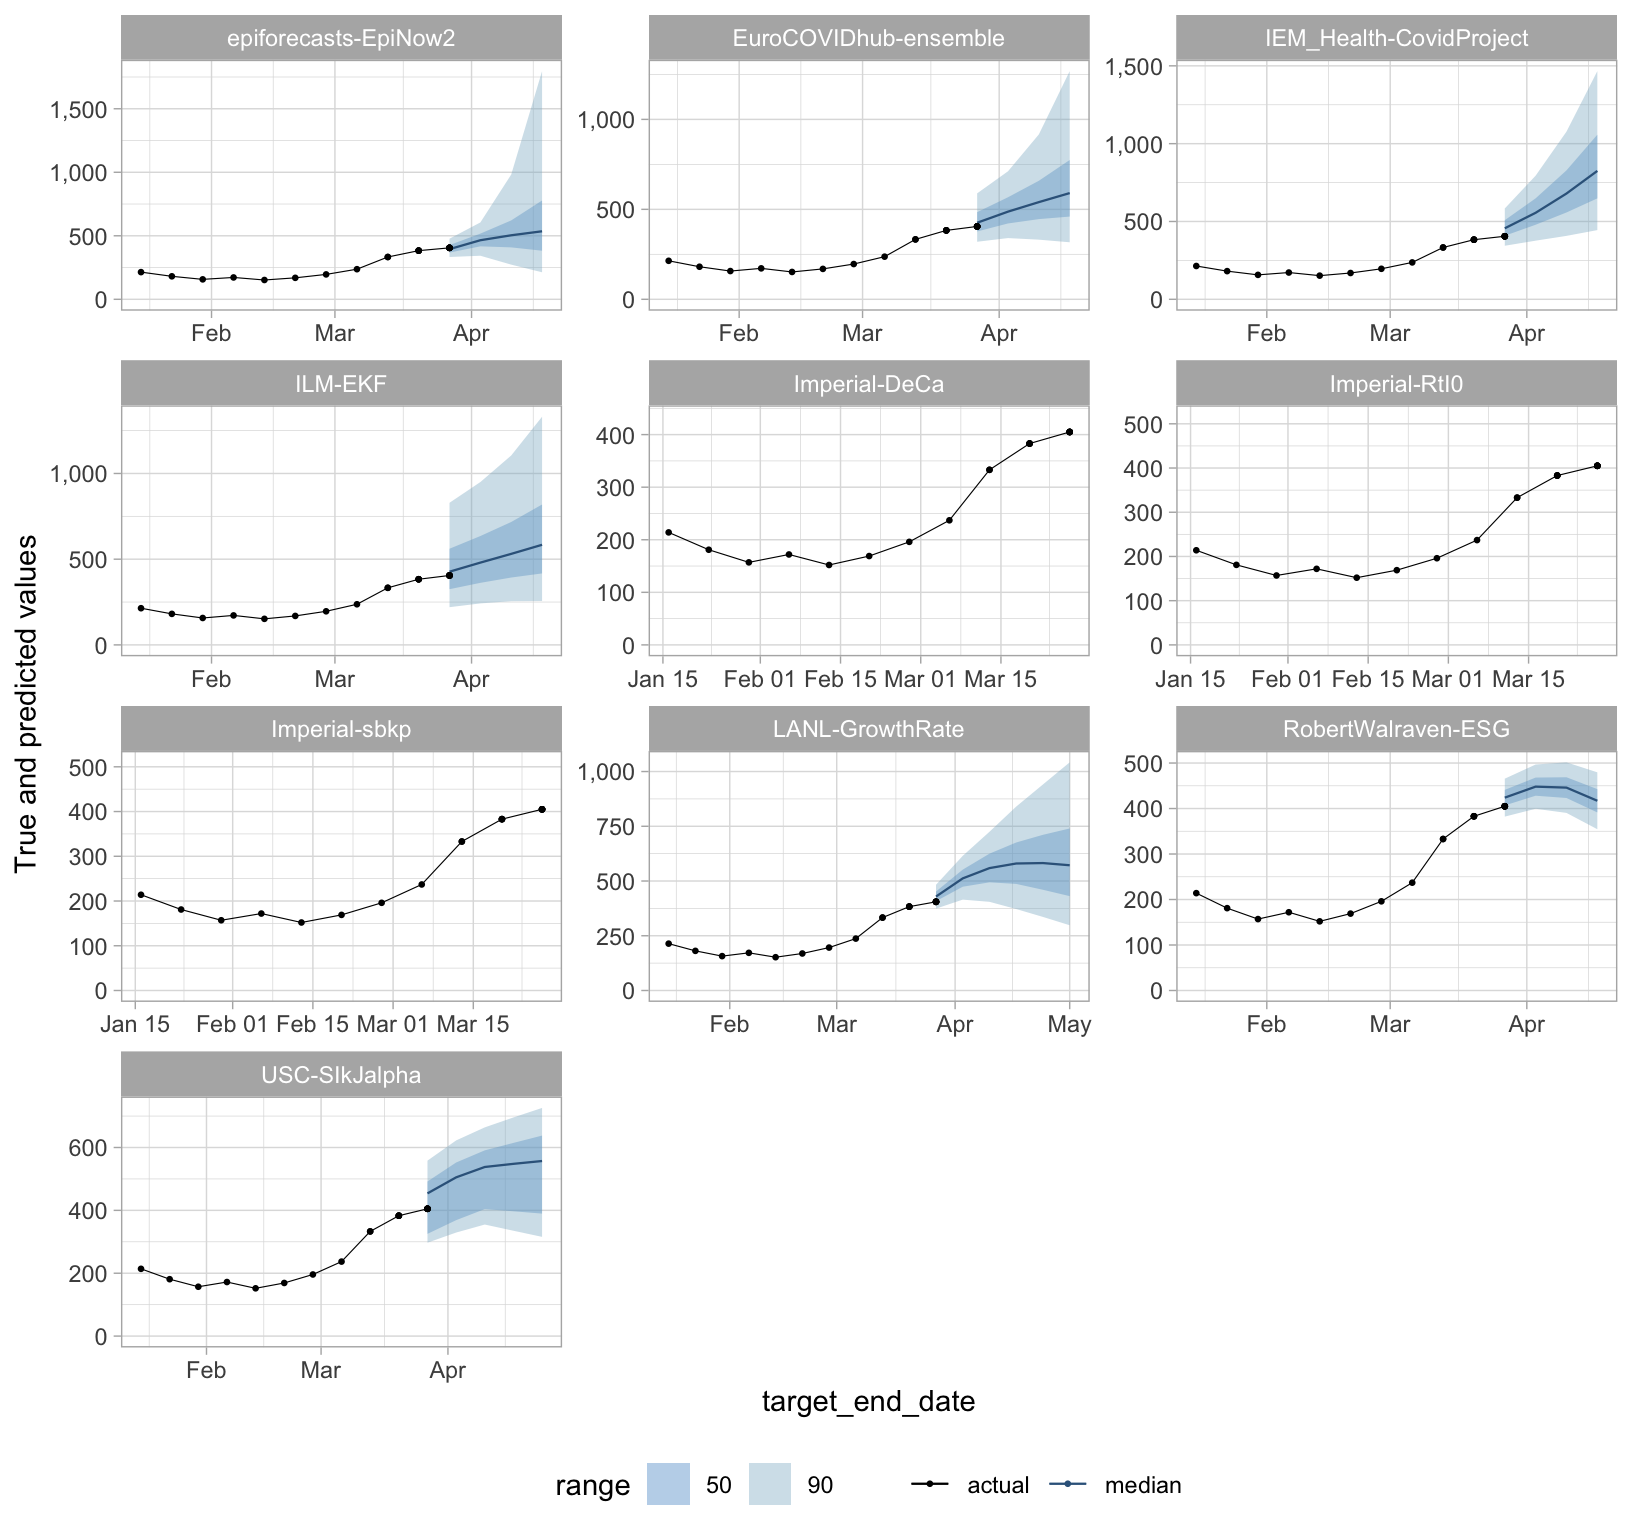 epiforecasts-EpiNow2
EuroCOVIDhub-ensemble
IEM_Health-CovidProject
1,500
1,000
500
0
Feb Mar Apr
1,000
500
0
Feb Mar Apr
1,500
1,000
500
0
Feb Mar Apr
ILM-EKF
Imperial-DeCa
Imperial-RtI0
1,000
500
0
Feb Mar Apr
400
300
200
100
0
Jan 15 Feb 01 Feb 15 Mar 01 Mar 15
500
400
300
200
100
0
Jan 15 Feb 01 Feb 15 Mar 01 Mar 15
True and predicted values
Imperial-sbkp
LANL-GrowthRate
RobertWalraven-ESG
500
400
300
200
100
0
Jan 15 Feb 01 Feb 15 Mar 01 Mar 15
1,000
750
500
250
0
Feb Mar Apr May
500
400
300
200
100
0
Feb Mar Apr
USC-SIkJalpha
600
400
200
0
Feb Mar Apr
target_end_date
range 50 90 actual median